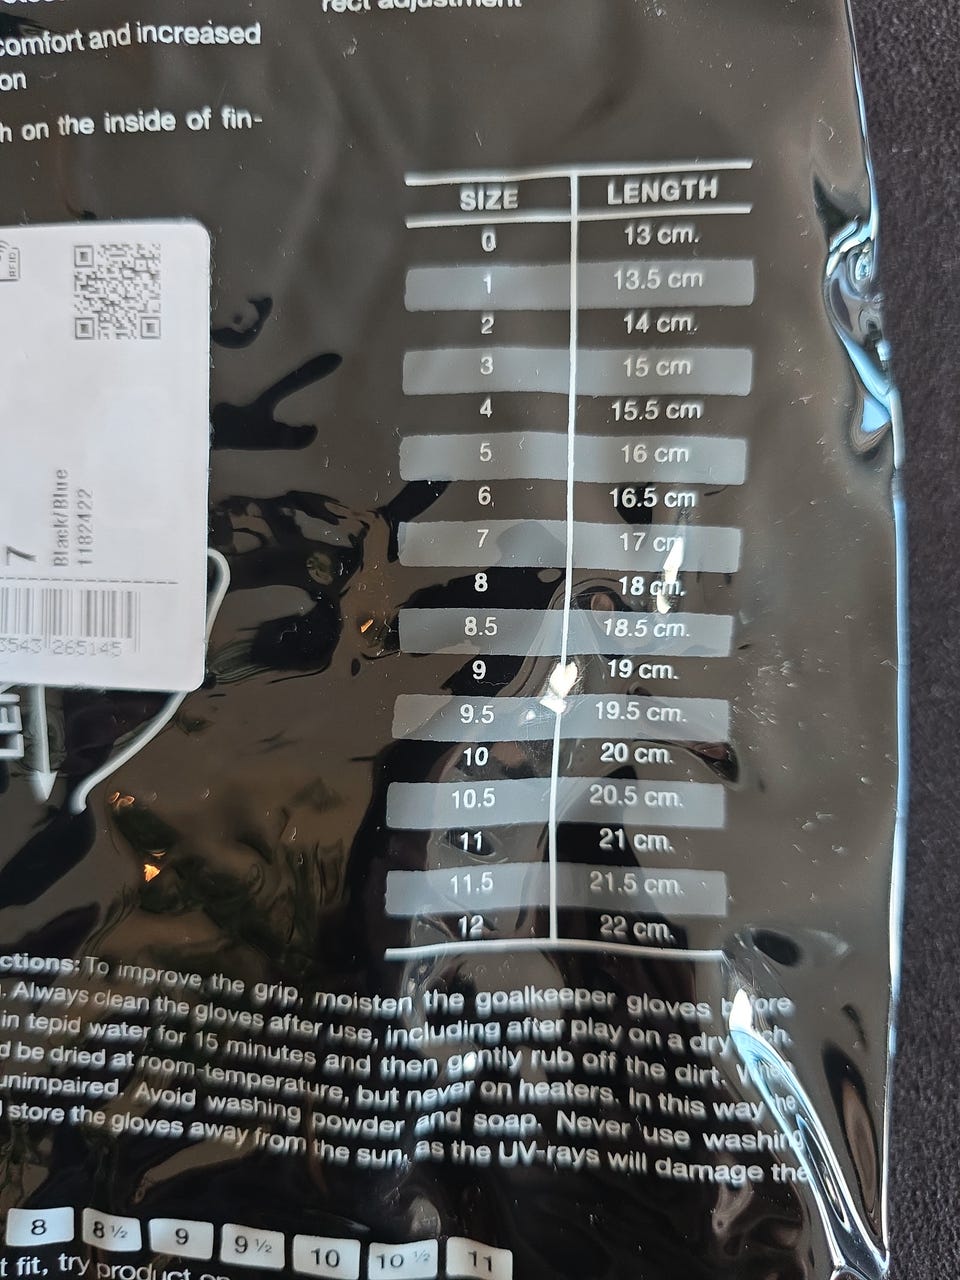 rect adjustment
comfort and increased
on
h on the inside of fin-
SIZE LENGTH
0 13 cm.
1 13.5 cm
2 14 cm.
3 15 cm
4 15.5 cm
5 16 cm
6 16.5 cm
7 17 cm
8 18 cm.
8.5 18.5 cm.
9 19 cm.
9.5 19.5 cm.
10 20 cm.
10.5 20.5 cm.
11 21 cm.
11.5 21.5 cm.
12 22 cm.
RFID
7
Black/Blue
1182422
3543 265145
LEN
ctions: To improve the grip, moisten the goalkeeper gloves before
. Always clean the gloves after use, including after play on a dry
in tepid water for 15 minutes and then gently rub off the dirt.
d be dried at room-temperature, but never on heaters. In this way the
unimpaired. Avoid washing powder and soap. Never use washing
store the gloves away from the sun, as the UV-rays will damage the
8 8 ½ 9 9 ½ 10 10 ½ 11
t fit, try product on